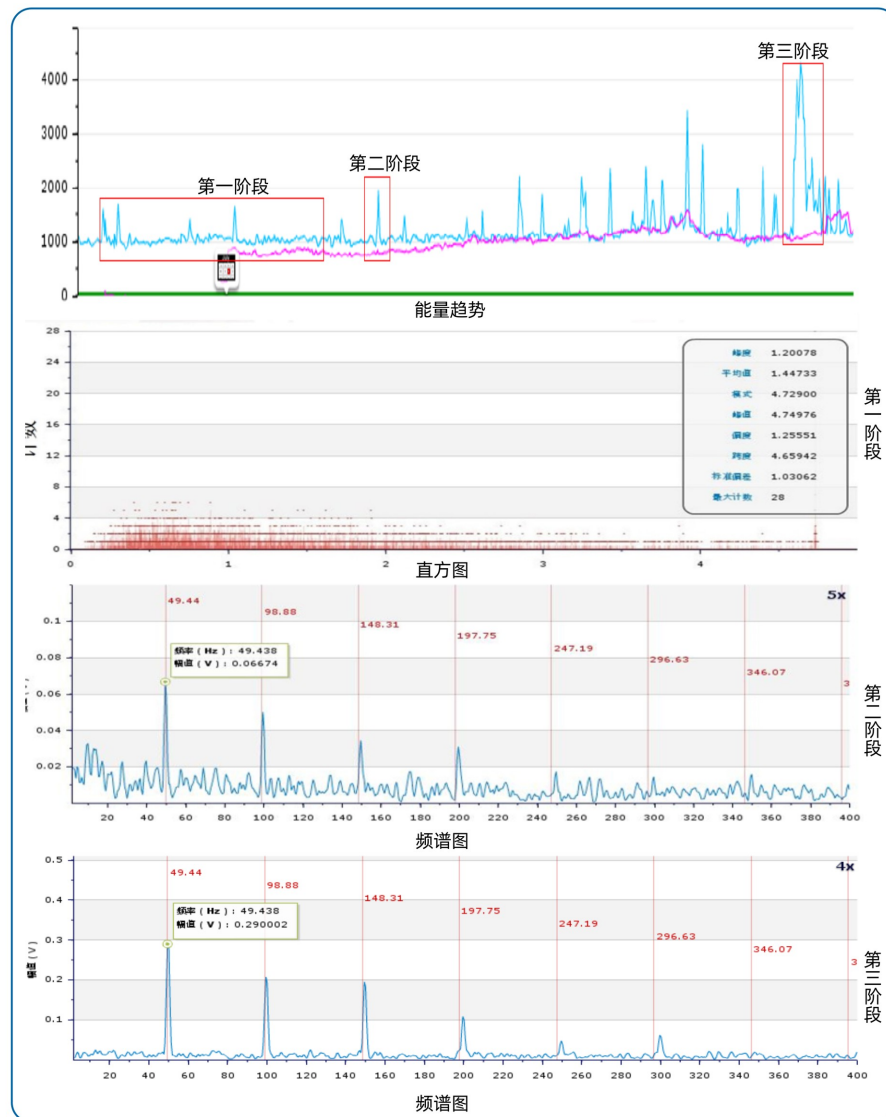 第三阶段
4000
3000
第二阶段
第一阶段
2000
1000
0
能量趋势
28
24
20
16
12
8
4
0
计数
峰度 1.20078
平均值 1.44733
模式 4.72900
峰值 4.74976
偏度 1.25551
跨度 4.65942
标准偏差 1.03062
最大计数 28
第一阶段
0 1 2 3 4
直方图
5x
49.44
98.88
148.31
197.75
247.19
296.63
346.07
3
频率 ( Hz ) : 49.438
幅值 ( V ) : 0.06674
0.1
0.08
0.06
0.04
0.02
第二阶段
20 40 60 80 100 120 140 160 180 200 220 240 260 280 300 320 340 360 380 400
频谱图
4x
49.44
98.88
148.31
197.75
247.19
296.63
346.07
3
频率 ( Hz ) : 49.438
幅值 ( V ) : 0.290002
0.5
0.4
0.3
0.2
0.1
幅值 (V)
第三阶段
20 40 60 80 100 120 140 160 180 200 220 240 260 280 300 320 340 360 380 400
频谱图